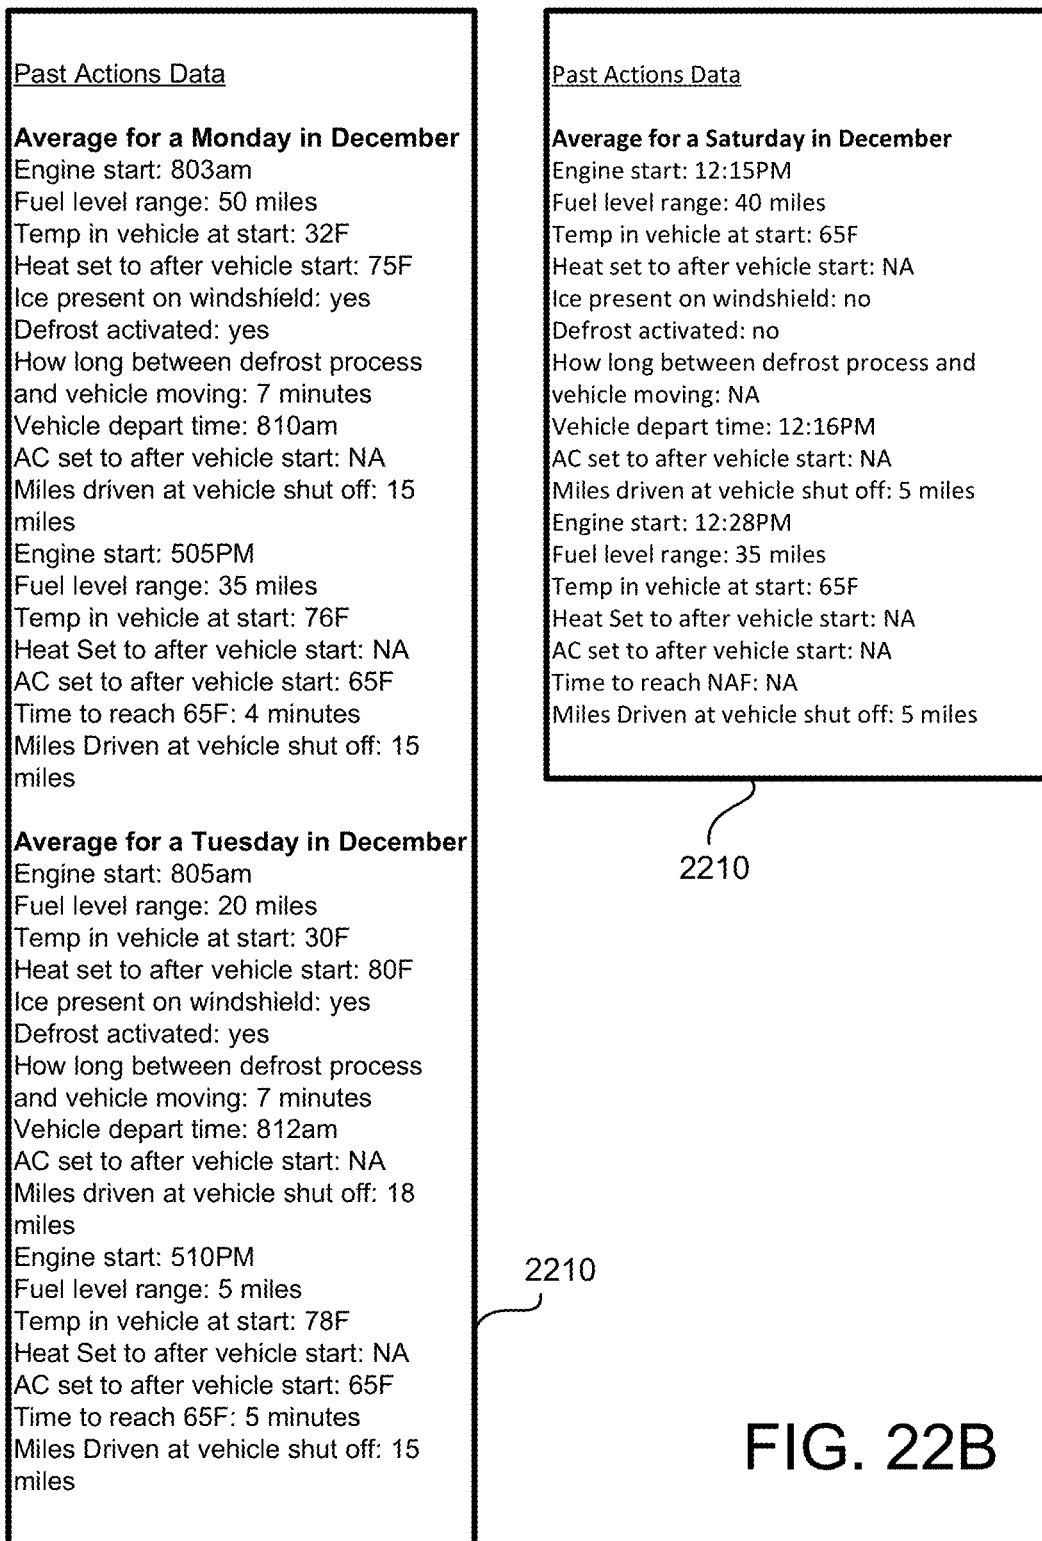 Past Actions Data
Average for a Monday in December
Engine start: 803am
Fuel level range: 50 miles
Temp in vehicle at start: 32F
Heat set to after vehicle start: 75F
Ice present on windshield: yes
Defrost activated: yes
How long between defrost process
and vehicle moving: 7 minutes
Vehicle depart time: 810am
AC set to after vehicle start: NA
Miles driven at vehicle shut off: 15
miles
Engine start: 505PM
Fuel level range: 35 miles
Temp in vehicle at start: 76F
Heat Set to after vehicle start: NA
AC set to after vehicle start: 65F
Time to reach 65F: 4 minutes
Miles Driven at vehicle shut off: 15
miles
Average for a Tuesday in December
Engine start: 805am
Fuel level range: 20 miles
Temp in vehicle at start: 30F
Heat set to after vehicle start: 80F
Ice present on windshield: yes
Defrost activated: yes
How long between defrost process
and vehicle moving: 7 minutes
Vehicle depart time: 812am
AC set to after vehicle start: NA
Miles driven at vehicle shut off: 18
miles
Engine start: 510PM
Fuel level range: 5 miles
Temp in vehicle at start: 78F
Heat Set to after vehicle start: NA
AC set to after vehicle start: 65F
Time to reach 65F: 5 minutes
Miles Driven at vehicle shut off: 15
miles
2210
Past Actions Data
Average for a Saturday in December
Engine start: 12:15PM
Fuel level range: 40 miles
Temp in vehicle at start: 65F
Heat set to after vehicle start: NA
Ice present on windshield: no
Defrost activated: no
How long between defrost process and
vehicle moving: NA
Vehicle depart time: 12:16PM
AC set to after vehicle start: NA
Miles driven at vehicle shut off: 5 miles
Engine start: 12:28PM
Fuel level range: 35 miles
Temp in vehicle at start: 65F
Heat Set to after vehicle start: NA
AC set to after vehicle start: NA
Time to reach NAF: NA
Miles Driven at vehicle shut off: 5 miles
2210
FIG. 22B